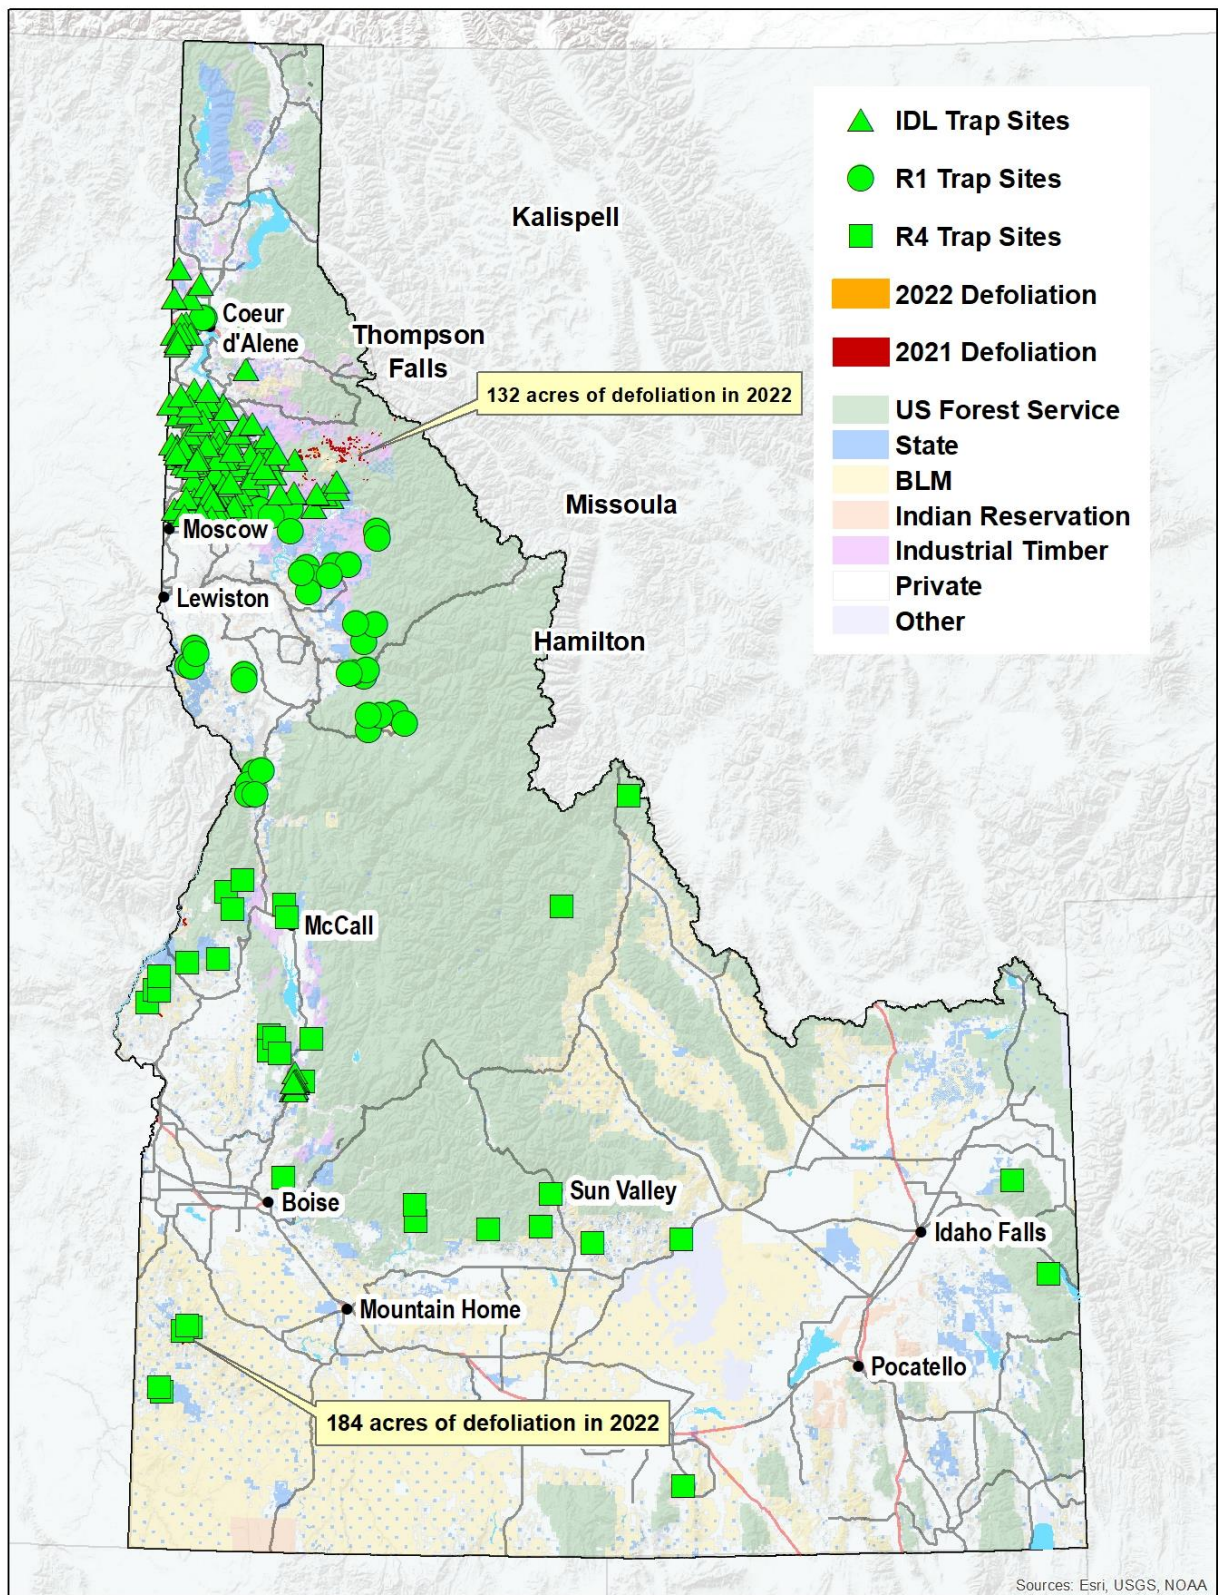 IDL Trap Sites
R1 Trap Sites
Kalispell
R4 Trap Sites
2022 Defoliation
Coeur
d'Alene
Thompson
Falls
2021 Defoliation
132 acres of defoliation in 2022
US Forest Service
State
BLM
Missoula
Indian Reservation
Moscow
Industrial Timber
Private
Lewiston
Other
Hamilton
McCall
Sun Valley
Boise
Idaho Falls
Mountain Home
Pocatello
184 acres of defoliation in 2022
Sources: Esri, USGS, NOAA